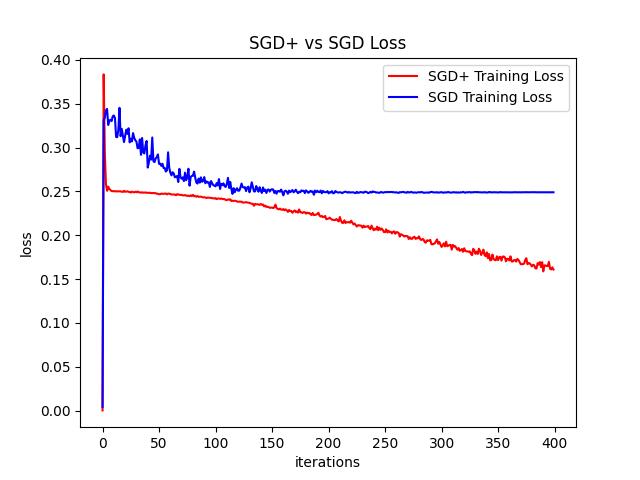 SGD+ vs SGD Loss
SGD+ Training Loss
SGD Training Loss
0.40
0.35
0.30
0.25
0.20
0.15
0.10
0.05
0.00
loss
0 50 100 150 200 250 300 350 400
iterations